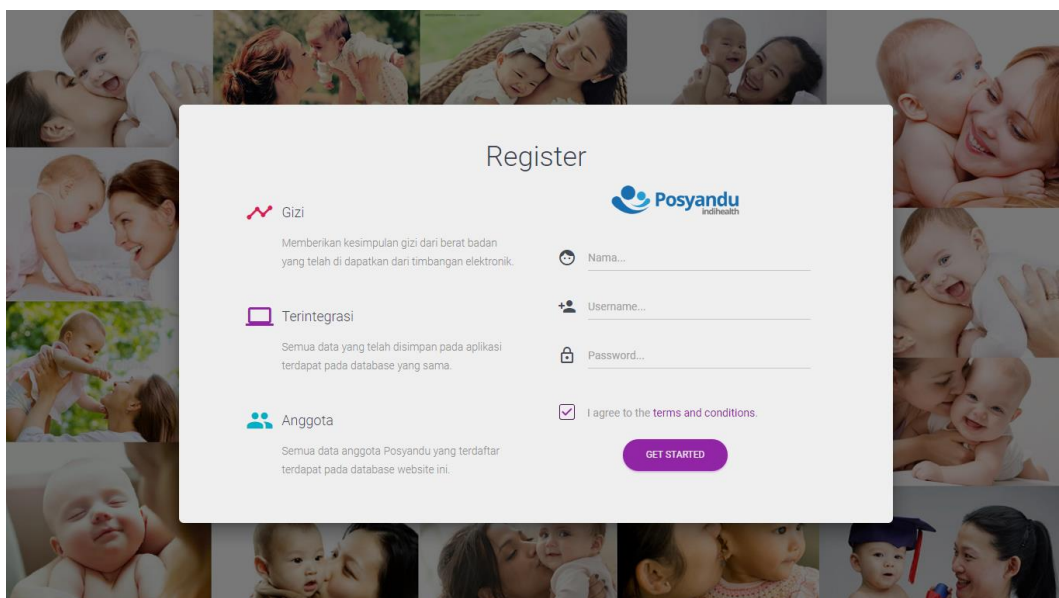 Register
Gizi
Memberikan kesimpulan gizi dari berat badan
yang telah di dapatkan dari timbangan elektronik.
Terintegrasi
Semua data yang telah disimpan pada aplikasi
terdapat pada database yang sama.
Anggota
Semua data anggota Posyandu yang terdaftar
terdapat pada database website ini.
Posyandu
indihealth
Nama...
Username...
Password...
I agree to the terms and conditions.
GET STARTED